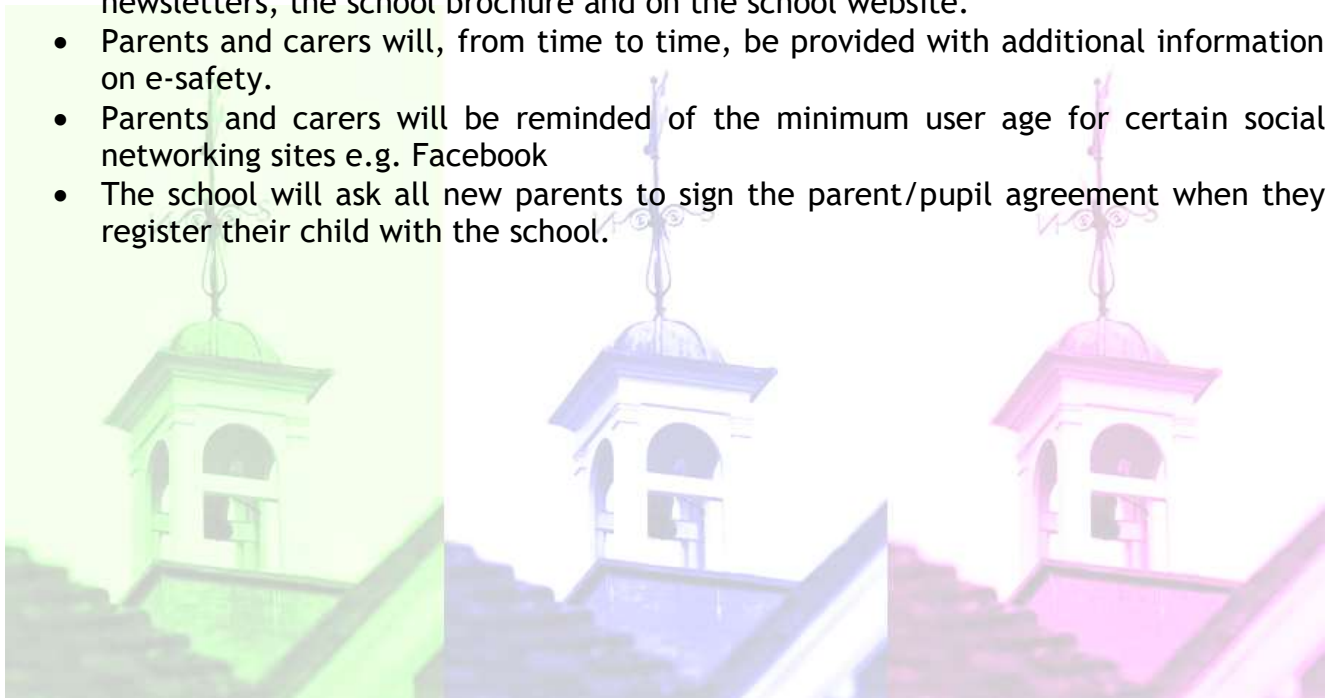 newsletters, the school brochure and on the school website.
• Parents and carers will, from time to time, be provided with additional information
on e-safety.
• Parents and carers will be reminded of the minimum user age for certain social
networking sites e.g. Facebook
• The school will ask all new parents to sign the parent/pupil agreement when they
register their child with the school.